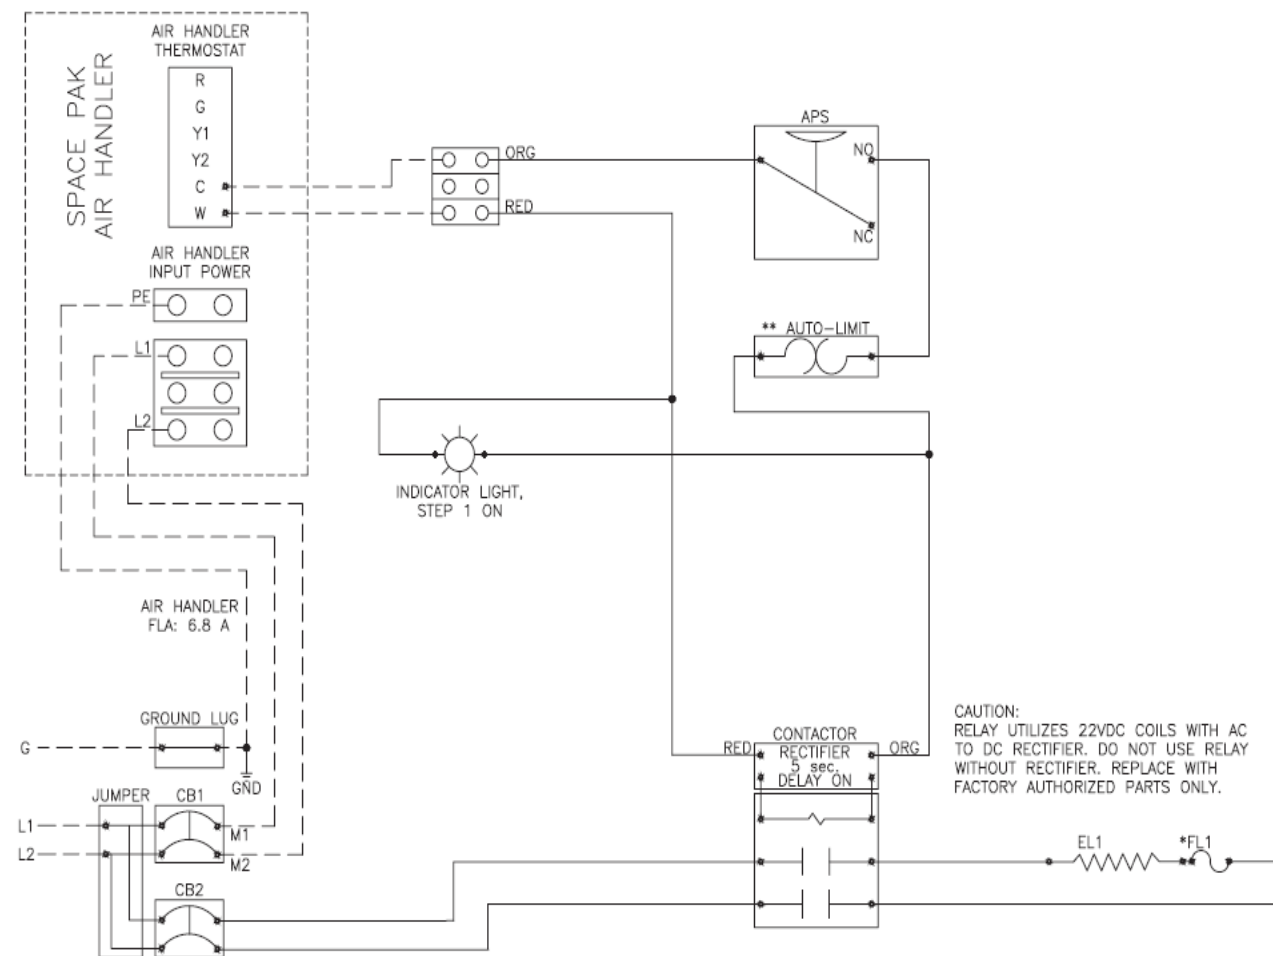 SPACE PAK
AIR HANDLER
AIR HANDLER
THERMOSTAT
R
G
Y1
Y2
C
W
ORG
RED
APS
NO
NC
AIR HANDLER
INPUT POWER
PE
L1
L2
** AUTO-LIMIT
INDICATOR LIGHT,
STEP 1 ON
AIR HANDLER
FLA: 6.8 A
GROUND LUG
G
GND
JUMPER
CB1
L1
L2
M1
M2
CB2
CONTACTOR
RED
RECTIFIER
5 sec.
DELAY ON
ORG
CAUTION:
RELAY UTILIZES 22VDC COILS WITH AC
TO DC RECTIFIER. DO NOT USE RELAY
WITHOUT RECTIFIER. REPLACE WITH
FACTORY AUTHORIZED PARTS ONLY.
EL1
*FL1